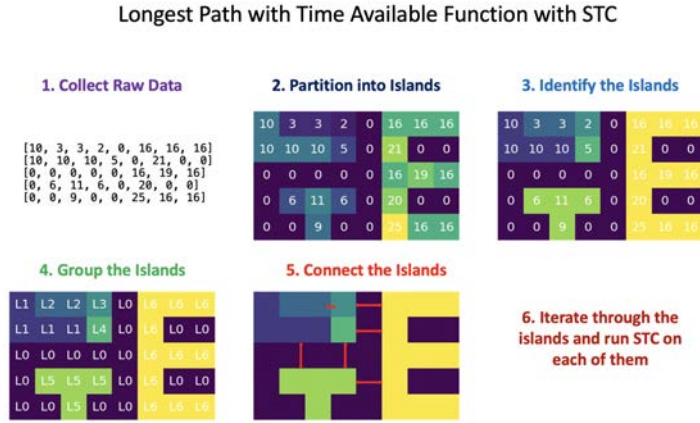 Longest Path with Time Available Function with STC
1. Collect Raw Data
[10, 3, 3, 2, 0, 16, 16, 16]
[10, 10, 10, 5, 0, 21, 0, 0]
[0, 0, 0, 0, 0, 16, 19, 16]
[0, 6, 11, 6, 0, 20, 0, 0]
[0, 0, 9, 0, 0, 25, 16, 16]
2. Partition into Islands
10 3 3 2 0 16 16 16
10 10 10 5 0 21 0 0
0 0 0 0 0 16 19 16
0 6 11 6 0 20 0 0
0 0 9 0 0 25 16 16
3. Identify the Islands
10 3 3 2 0 16 16 16
10 10 10 5 0 21 0 0
0 0 0 0 0 16 19 16
0 6 11 6 0 20 0 0
0 0 9 0 0 25 16 16
4. Group the Islands
L1 L2 L2 L3 L0 L6 L6 L6
L1 L1 L1 L4 L0 L6 L0 L0
L0 L0 L0 L0 L0 L6 L6 L6
L0 L5 L5 L5 L0 L6 L0 L0
L0 L0 L5 L0 L0 L6 L6 L6
5. Connect the Islands
6. Iterate through the
islands and run STC on
each of them